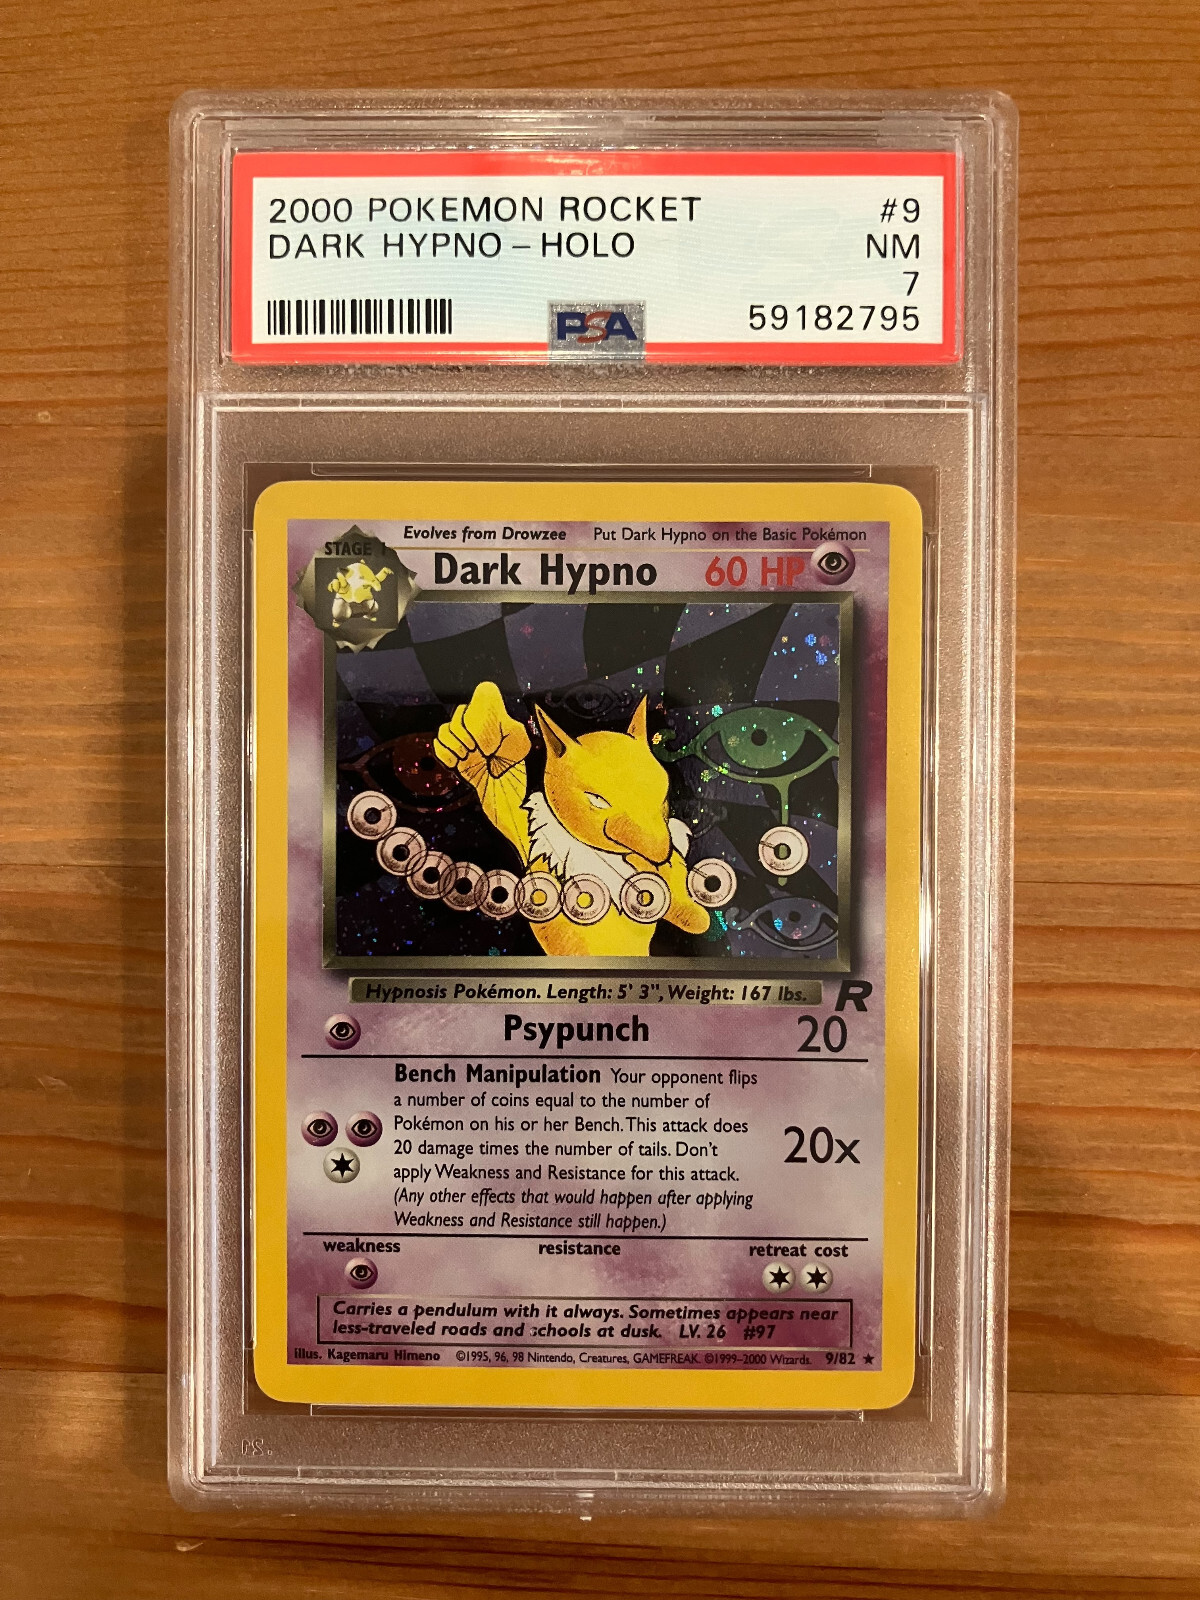 2000 POKEMON ROCKET #9
DARK HYPNO – HOLO NM
7
PSA 59182795
Evolves from Drowzee Put Dark Hypno on the Basic Pokémon
STAGE 1
Dark Hypno 60 HP
Hypnosis Pokémon. Length: 5' 3", Weight: 167 lbs. R
Psypunch 20
Bench Manipulation Your opponent flips
a number of coins equal to the number of
Pokémon on his or her Bench. This attack does
20 damage times the number of tails. Don't
apply Weakness and Resistance for this attack.
(Any other effects that would happen after applying
Weakness and Resistance still happen.)
20x
weakness resistance retreat cost
Carries a pendulum with it always. Sometimes appears near
less-traveled roads and schools at dusk. LV. 26 #97
Illus. Kagemaru Himeno ©1995, 96, 98 Nintendo, Creatures, GAMEFREAK. ©1999–2000 Wizards. 9/82 ★